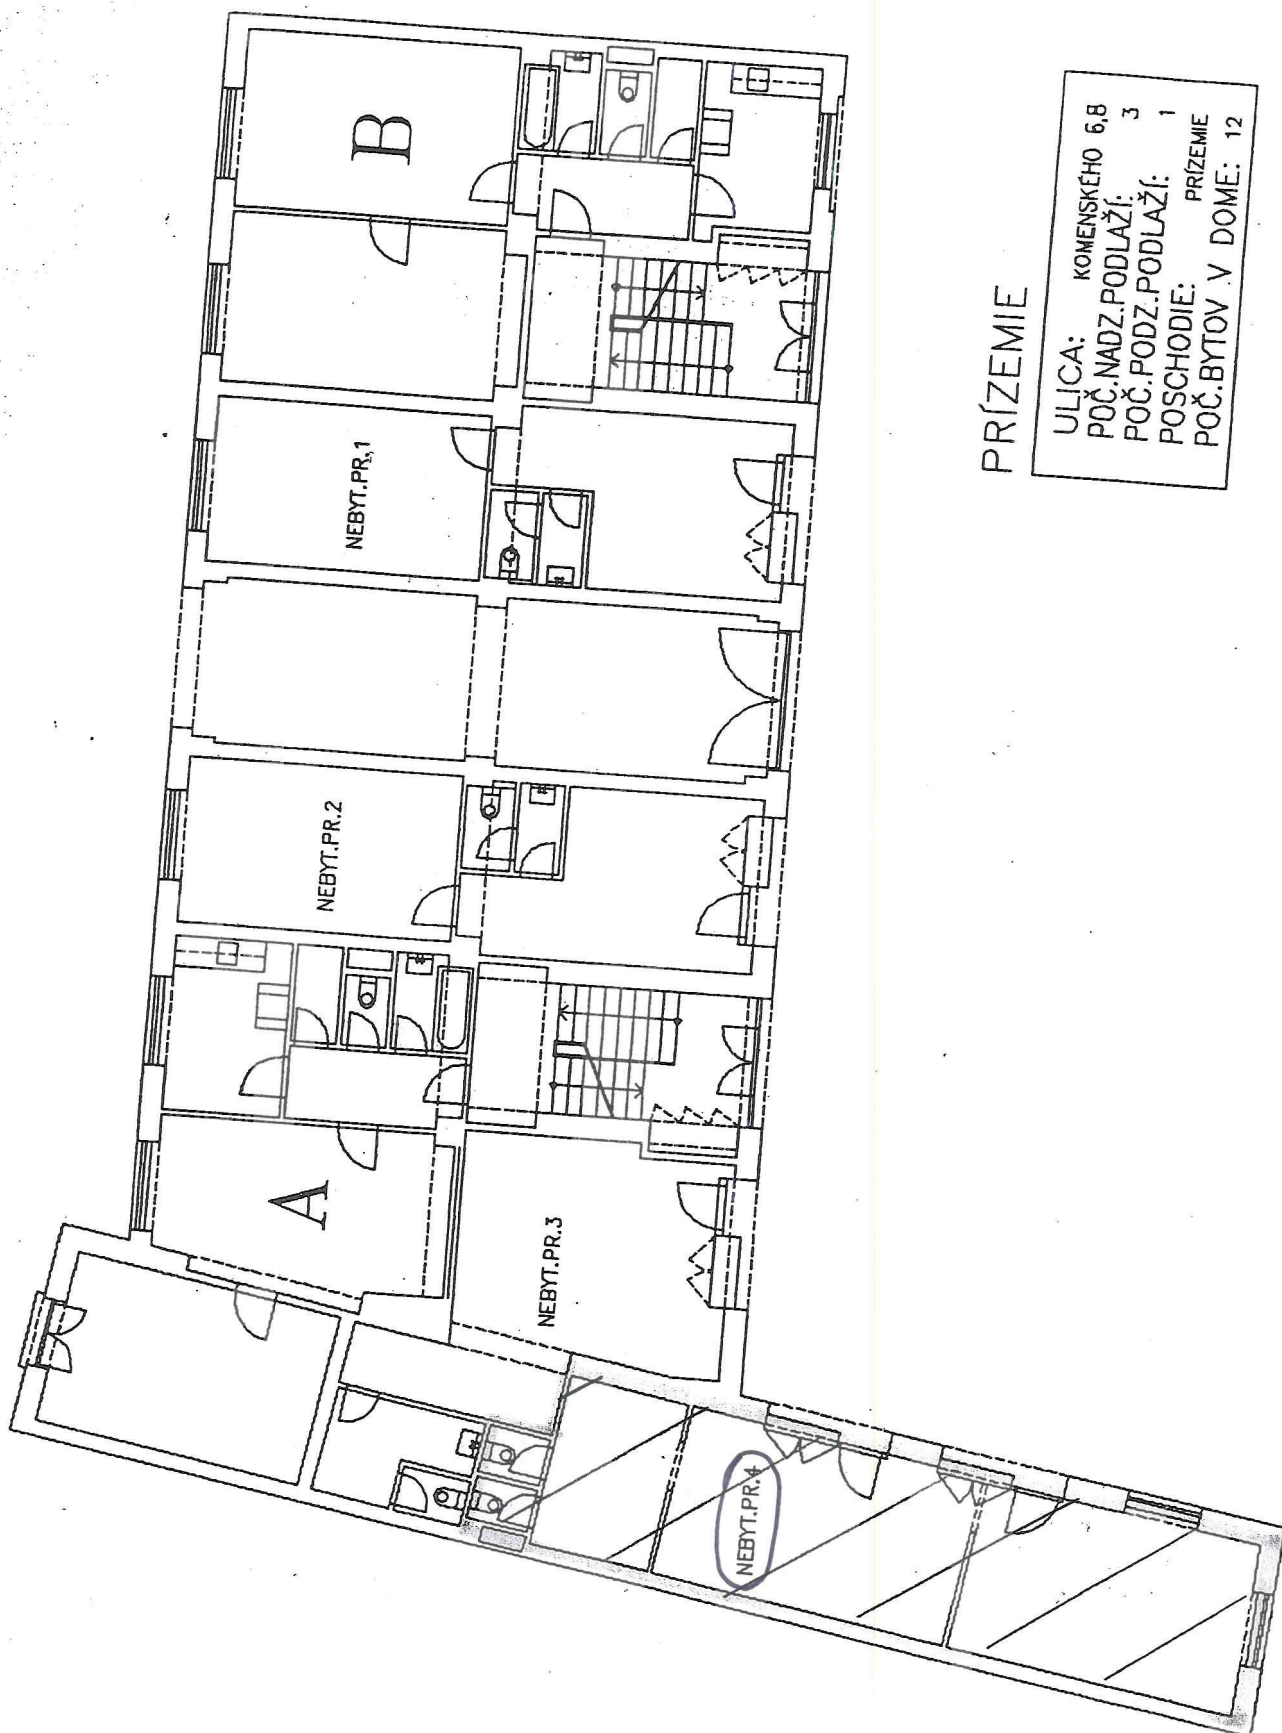 B
NEBYT.PR.1
NEBYT.PR.2
A
NEBYT.PR.3
NEBYT.PR.4
PRÍZEMIE
ULICA: KOMENSKÉHO 6,8
POČ.NADZ.PODLAŽÍ: 3
POČ.PODZ.PODLAŽÍ: 1
POSCHODIE: PRÍZEMIE
POČ.BYTOV V DOME: 12